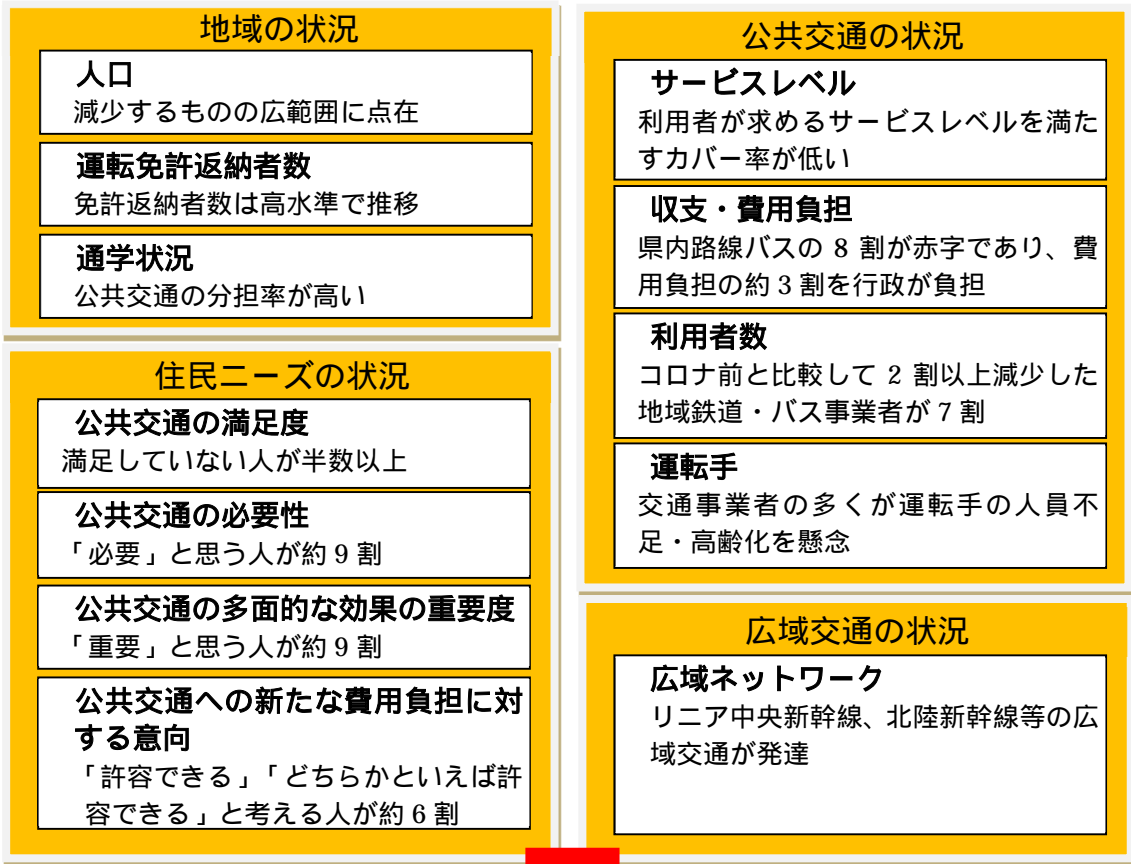 地域の状況
人口
減少するものの広範囲に点在
運転免許返納者数
免許返納者数は高水準で推移
通学状況
公共交通の分担率が高い
住民ニーズの状況
公共交通の満足度
満足していない人が半数以上
公共交通の必要性
「必要」と思う人が約 9 割
公共交通の多面的な効果の重要度
「重要」と思う人が約 9 割
公共交通への新たな費用負担に対
する意向
「許容できる」「どちらかといえば許
容できる」と考える人が約 6 割
公共交通の状況
サービスレベル
利用者が求めるサービスレベルを満た
すカバー率が低い
収支・費用負担
県内路線バスの 8 割が赤字であり、費
用負担の約 3 割を行政が負担
利用者数
コロナ前と比較して 2 割以上減少した
地域鉄道・バス事業者が 7 割
運転手
交通事業者の多くが運転手の人員不
足・高齢化を懸念
広域交通の状況
広域ネットワーク
リニア中央新幹線、北陸新幹線等の広
域交通が発達